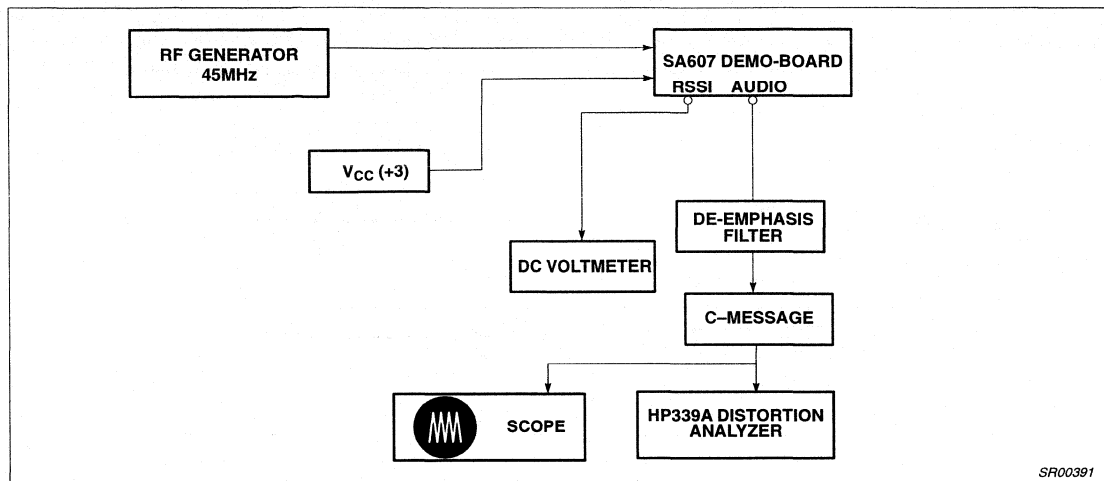 RF GENERATOR
45MHz
SA607 DEMO-BOARD
RSSI AUDIO
VCC (+3)
DE-EMPHASIS
FILTER
DC VOLTMETER
C–MESSAGE
SCOPE
HP339A DISTORTION
ANALYZER
SR00391